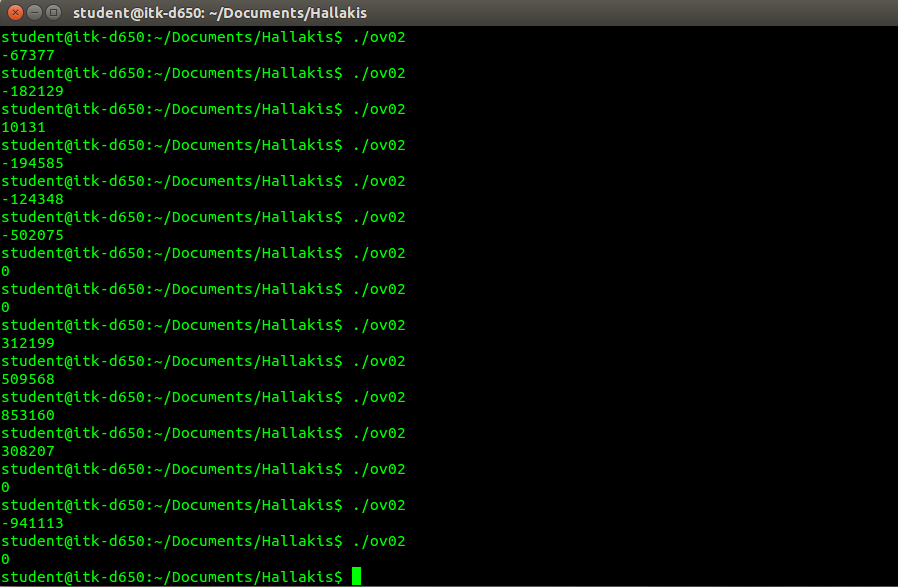 student@itk-d650: ~/Documents/Hallakis
student@itk-d650:~/Documents/Hallakis$ ./ov02
-67377
student@itk-d650:~/Documents/Hallakis$ ./ov02
-182129
student@itk-d650:~/Documents/Hallakis$ ./ov02
10131
student@itk-d650:~/Documents/Hallakis$ ./ov02
-194585
student@itk-d650:~/Documents/Hallakis$ ./ov02
-124348
student@itk-d650:~/Documents/Hallakis$ ./ov02
-502075
student@itk-d650:~/Documents/Hallakis$ ./ov02
0
student@itk-d650:~/Documents/Hallakis$ ./ov02
0
student@itk-d650:~/Documents/Hallakis$ ./ov02
312199
student@itk-d650:~/Documents/Hallakis$ ./ov02
509568
student@itk-d650:~/Documents/Hallakis$ ./ov02
853160
student@itk-d650:~/Documents/Hallakis$ ./ov02
308207
student@itk-d650:~/Documents/Hallakis$ ./ov02
0
student@itk-d650:~/Documents/Hallakis$ ./ov02
-941113
student@itk-d650:~/Documents/Hallakis$ ./ov02
0
student@itk-d650:~/Documents/Hallakis$